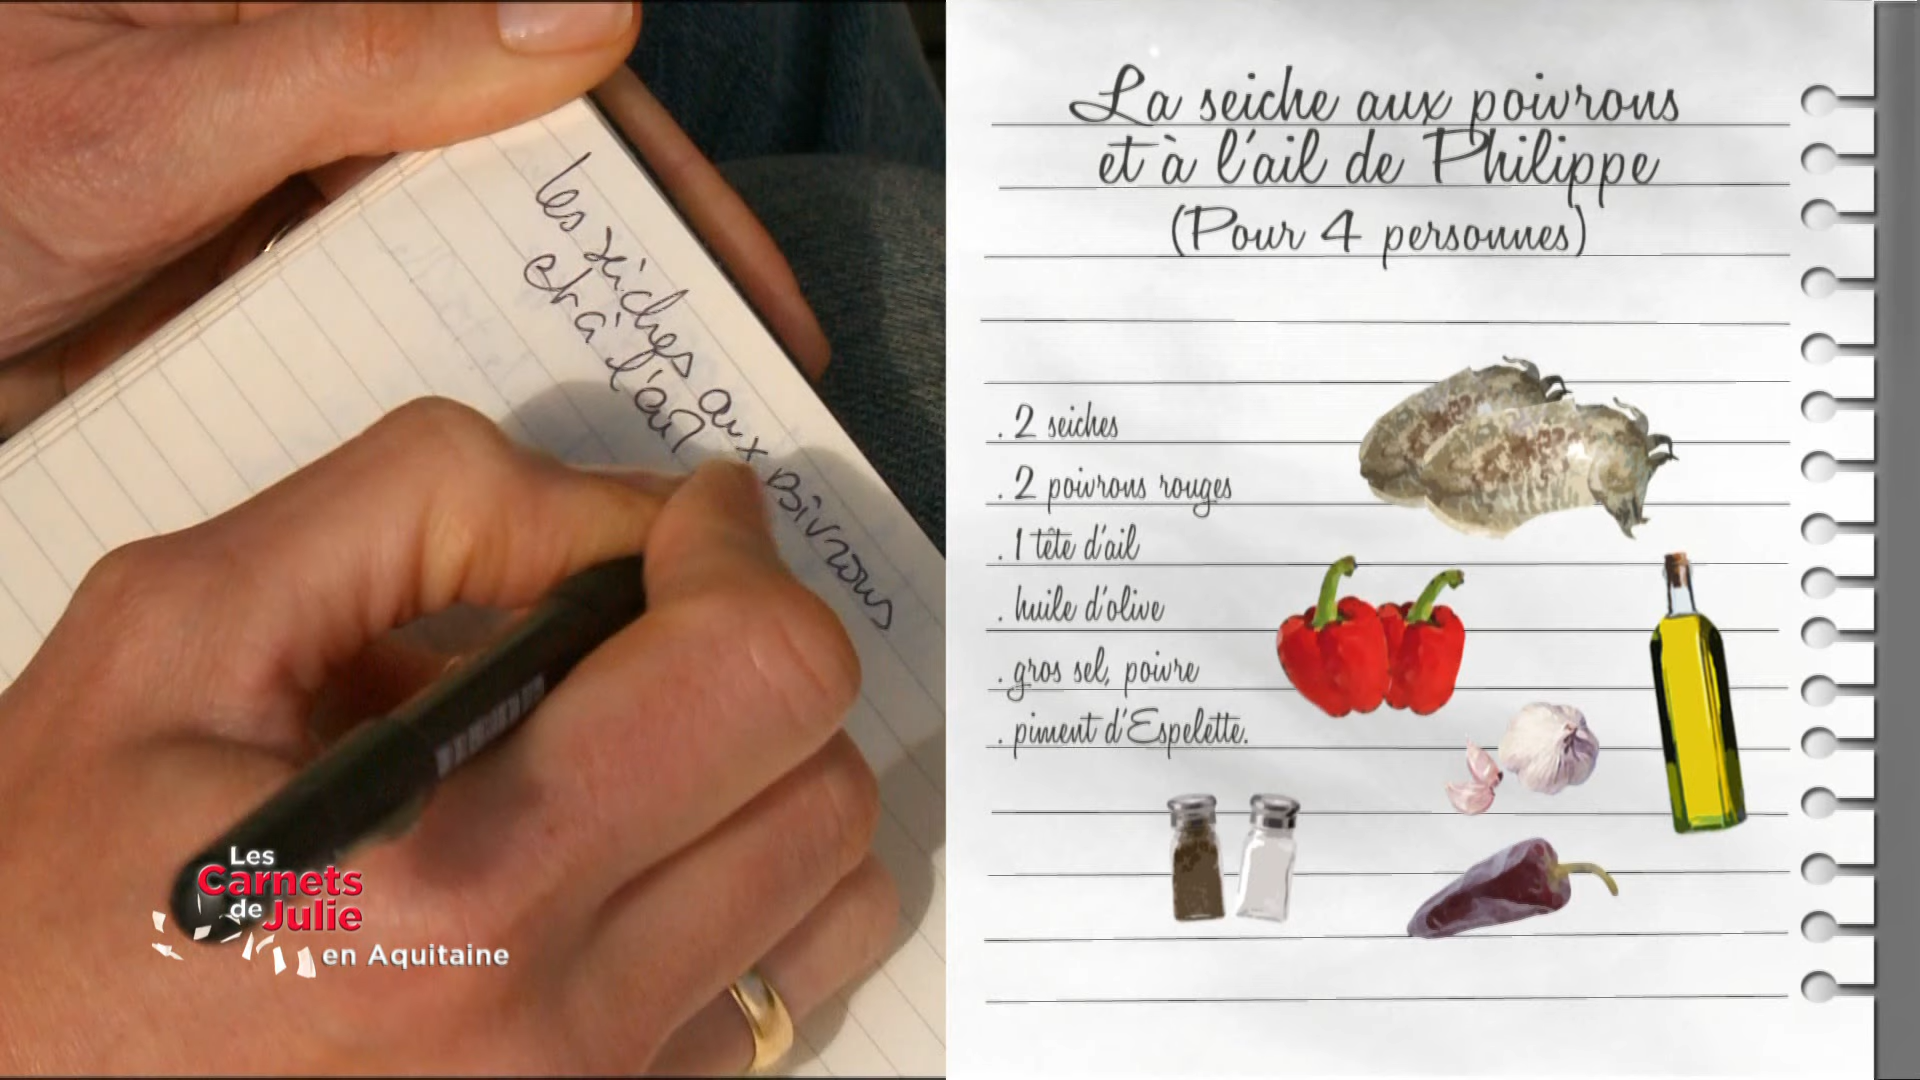 les seiches aux poivrons
et à l'ail
Les
Carnets
de Julie
en Aquitaine
La seiche aux poivrons
et à l'ail de Philippe
(Pour 4 personnes)
. 2 seiches
. 2 poivrons rouges
. 1 tête d'ail
. huile d'olive
. gros sel, poivre
. piment d'Espelette.